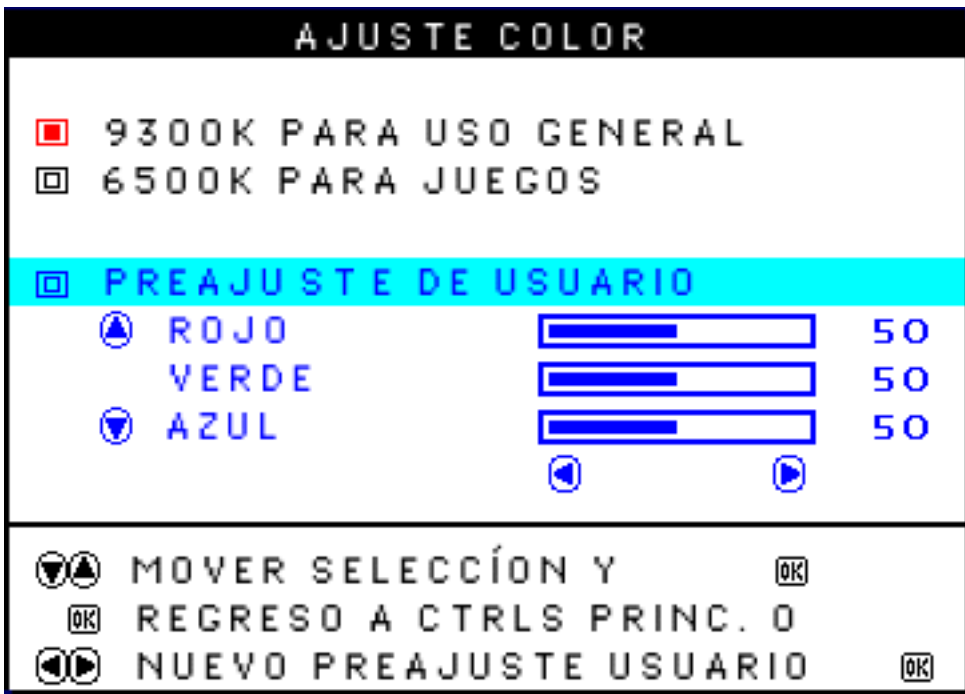 AJUSTE COLOR
9300K PARA USO GENERAL
6500K PARA JUEGOS
PREAJUSTE DE USUARIO
ROJO 50
VERDE 50
AZUL 50
MOVER SELECCÍON Y OK
OK REGRESO A CTRLS PRINC. O
NUEVO PREAJUSTE USUARIO OK